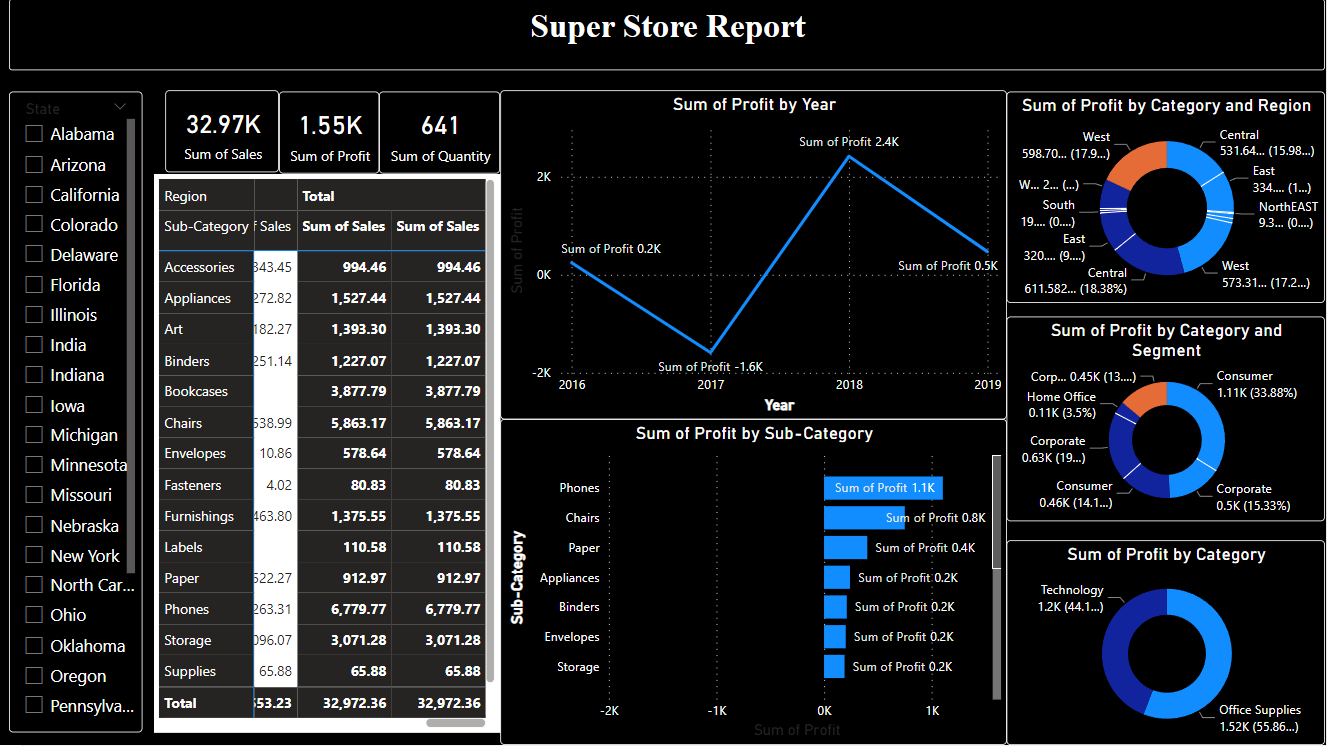 Super Store Report
State
Alabama
Arizona
California
Colorado
Delaware
Florida
Illinois
India
Indiana
Iowa
Michigan
Minnesota
Missouri
Nebraska
New York
North Car...
Ohio
Oklahoma
Oregon
Pennsylva...
32.97K
Sum of Sales
1.55K
Sum of Profit
641
Sum of Quantity
Region Total
Sub-Category f Sales Sum of Sales Sum of Sales
Accessories 343.45 994.46 994.46
Appliances 272.82 1,527.44 1,527.44
Art 182.27 1,393.30 1,393.30
Binders 251.14 1,227.07 1,227.07
Bookcases 3,877.79 3,877.79
Chairs 538.99 5,863.17 5,863.17
Envelopes 10.86 578.64 578.64
Fasteners 4.02 80.83 80.83
Furnishings 463.80 1,375.55 1,375.55
Labels 110.58 110.58
Paper 522.27 912.97 912.97
Phones 263.31 6,779.77 6,779.77
Storage 096.07 3,071.28 3,071.28
Supplies 65.88 65.88 65.88
Total 553.23 32,972.36 32,972.36
Sum of Profit by Year
Sum of Profit
2K
0K
-2K
Sum of Profit 0.2K
Sum of Profit -1.6K
Sum of Profit 2.4K
Sum of Profit 0.5K
2016 2017 2018 2019
Year
Sum of Profit by Sub-Category
Sub-Category
Phones Sum of Profit 1.1K
Chairs Sum of Profit 0.8K
Paper Sum of Profit 0.4K
Appliances Sum of Profit 0.2K
Binders Sum of Profit 0.2K
Envelopes Sum of Profit 0.2K
Storage Sum of Profit 0.2K
-2K -1K 0K 1K
Sum of Profit
Sum of Profit by Category and Region
Central
531.64... (15.98...)
East
334.... (1...)
NorthEAST
9.3... (0....)
West
573.31... (17.2...)
Central
611.582... (18.38%)
East
320.... (9....)
South
19.... (0....)
W... 2... (...)
West
598.70... (17.9...)
Sum of Profit by Category and
Segment
Consumer
1.11K (33.88%)
Corporate
0.5K (15.33%)
Consumer
0.46K (14.1...)
Corporate
0.63K (19...)
Home Office
0.11K (3.5%)
Corp... 0.45K (13....)
Sum of Profit by Category
Technology
1.2K (44.1...)
Office Supplies
1.52K (55.86...)